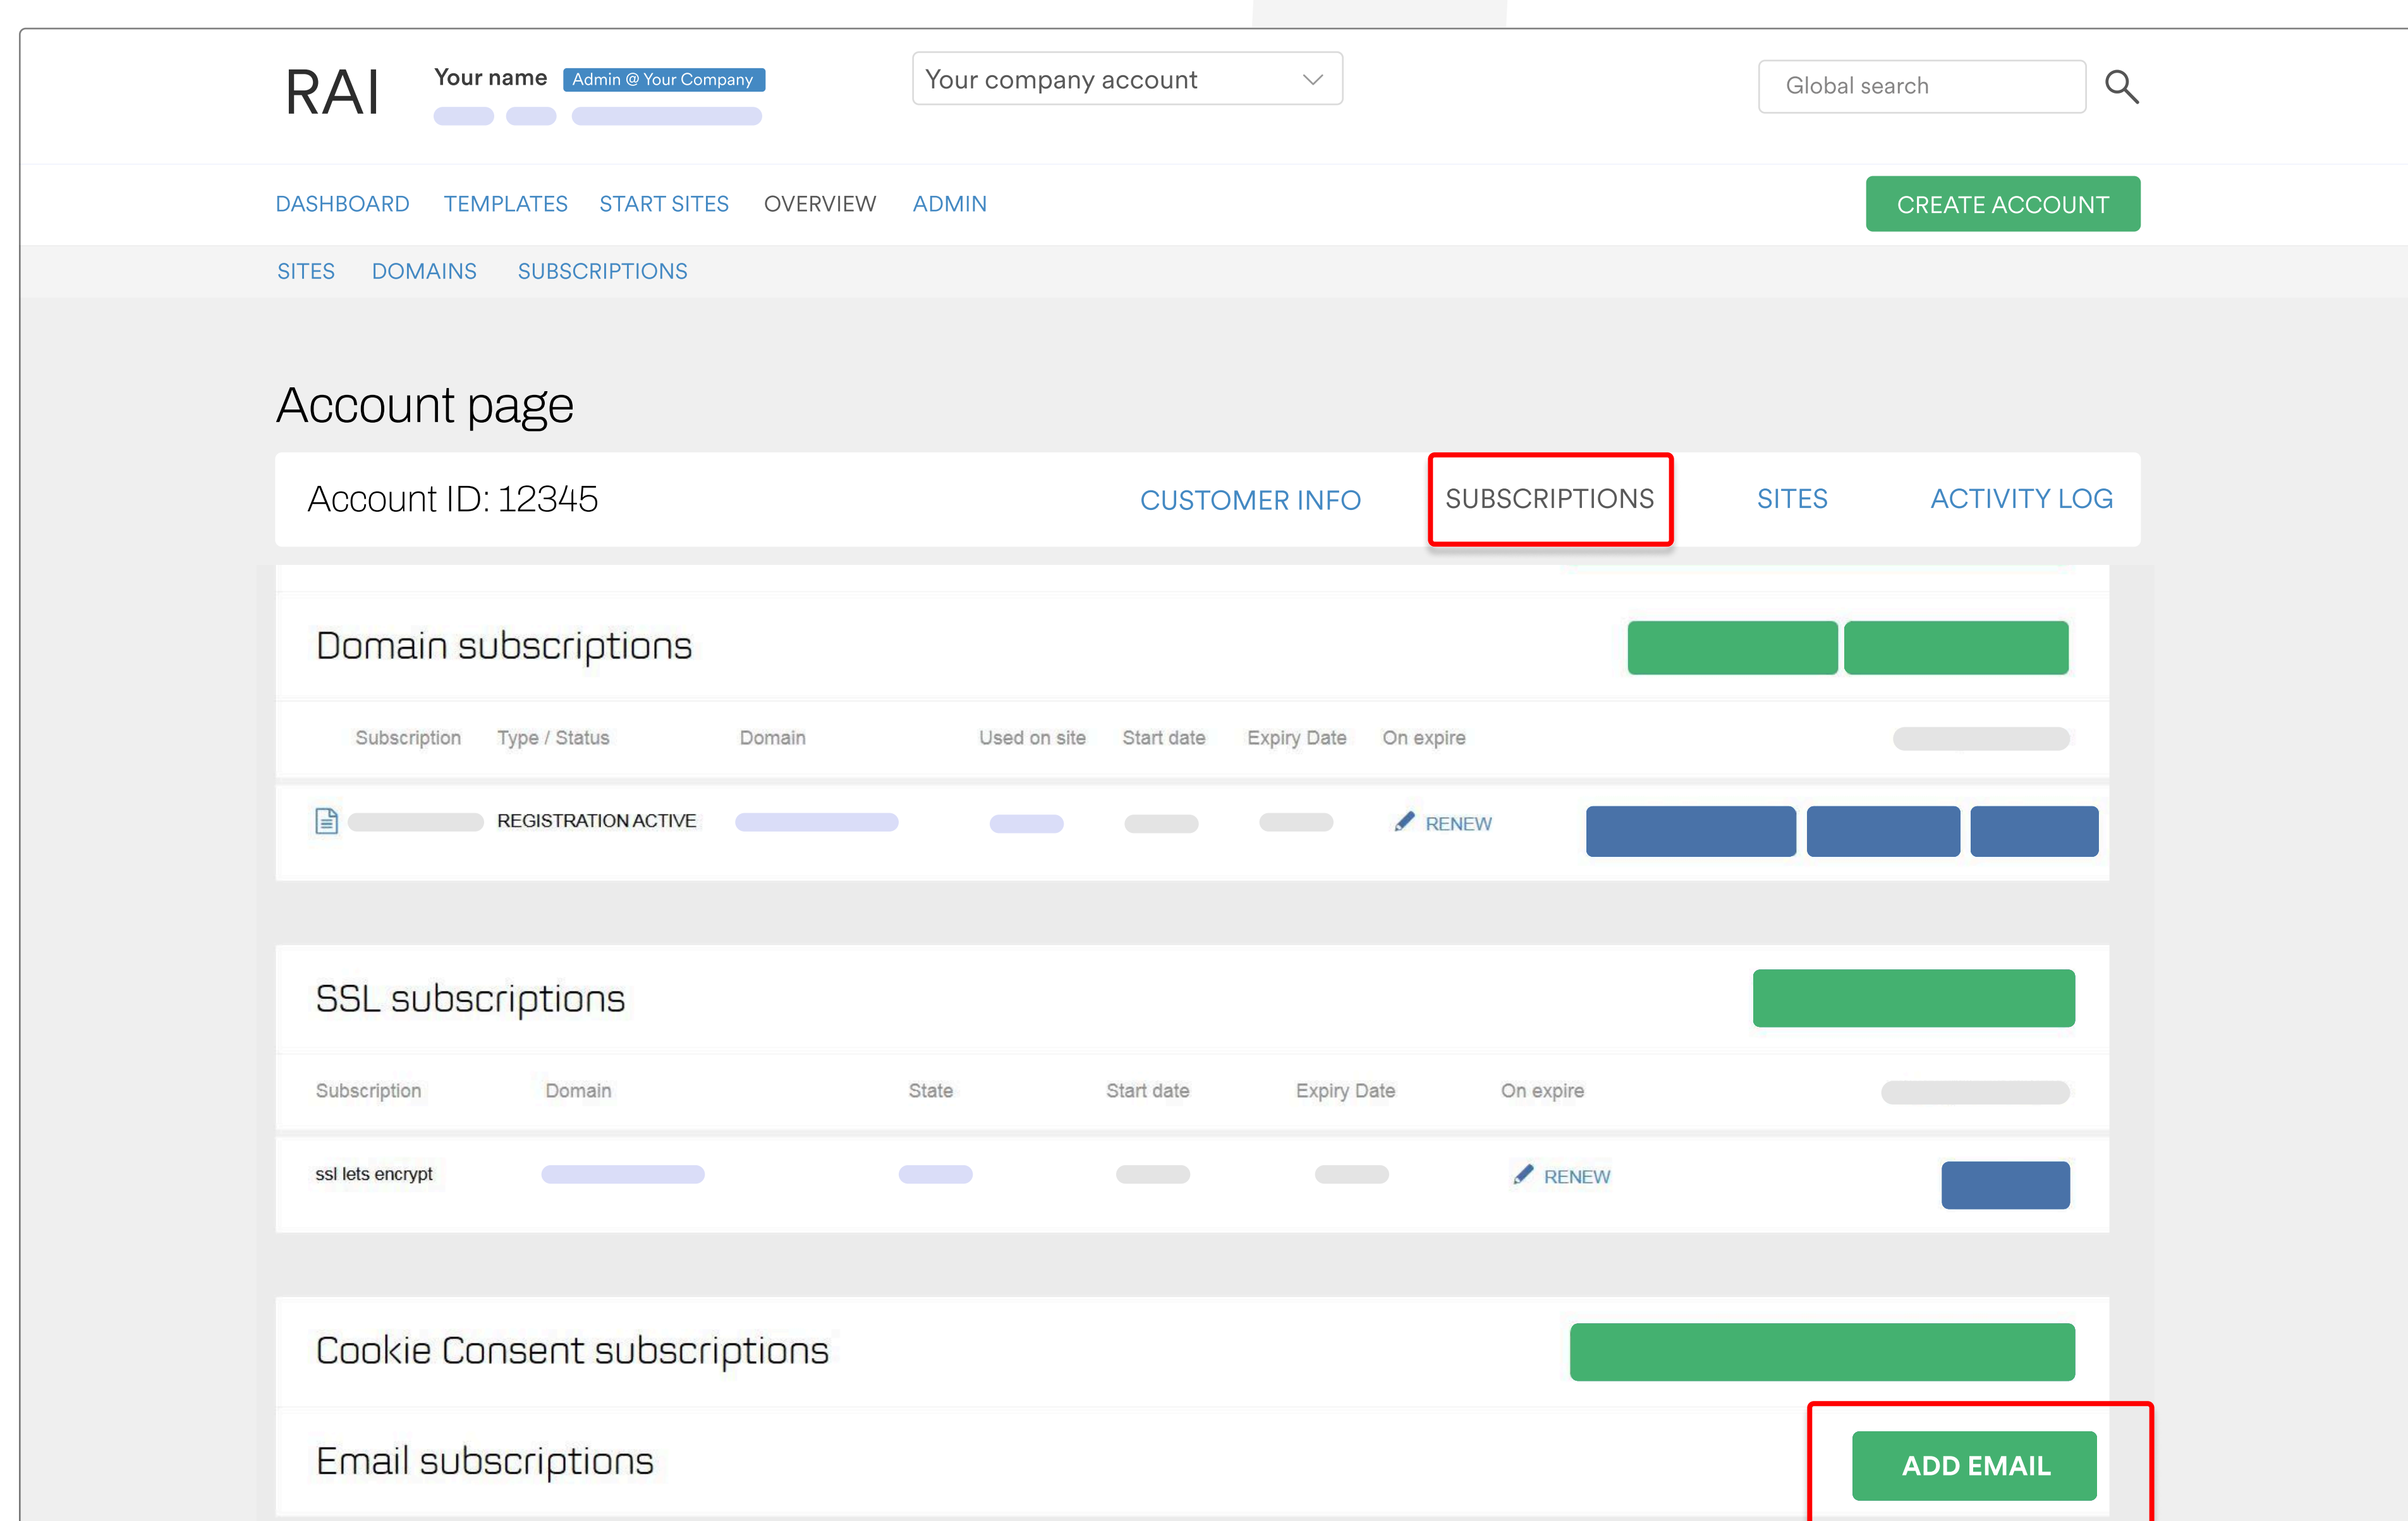 RAI Your name Admin @ Your Company Your company account Global search
DASHBOARD TEMPLATES START SITES OVERVIEW ADMIN CREATE ACCOUNT
SITES DOMAINS SUBSCRIPTIONS
Account page
Account ID: 12345 CUSTOMER INFO SUBSCRIPTIONS SITES ACTIVITY LOG
Domain subscriptions
Subscription Type / Status Domain Used on site Start date Expiry Date On expire
REGISTRATION ACTIVE RENEW
SSL subscriptions
Subscription Domain State Start date Expiry Date On expire
ssl lets encrypt RENEW
Cookie Consent subscriptions
Email subscriptions ADD EMAIL